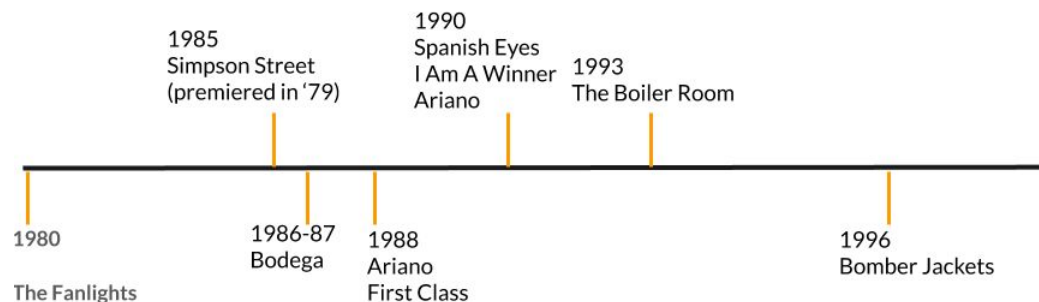 1985
Simpson Street
(premiered in ‘79)
1990
Spanish Eyes
I Am A Winner
Ariano
1993
The Boiler Room
1980
The Fanlights
1986-87
Bodega
1988
Ariano
First Class
1996
Bomber Jackets